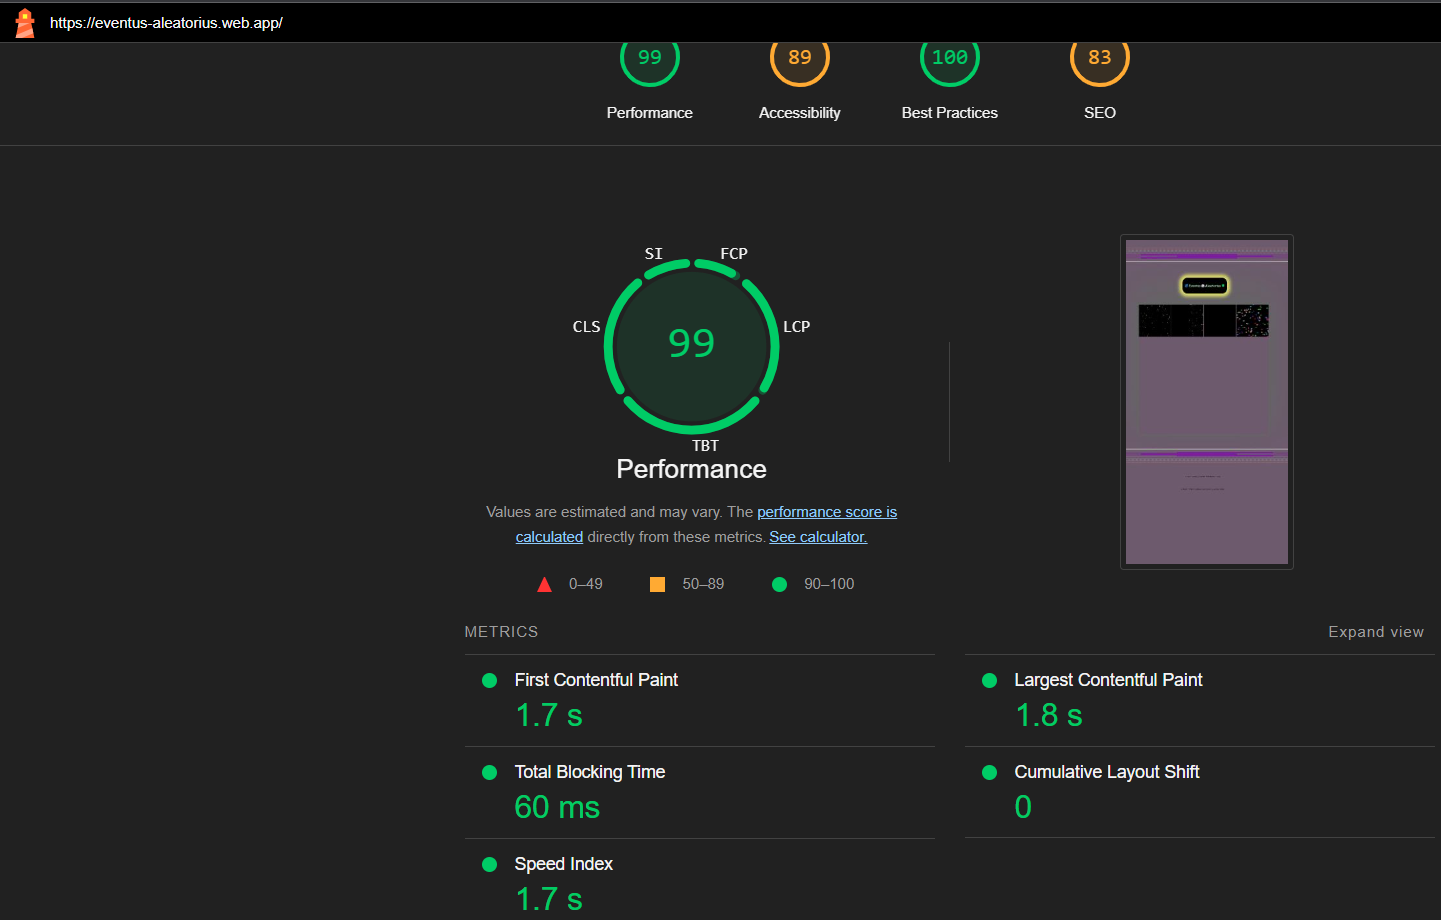 https://eventus-aleatorius.web.app/
99
89
100
83
Performance
Accessibility
Best Practices
SEO
SI
FCP
CLS
LCP
99
TBT
Performance
Values are estimated and may vary. The performance score is
calculated directly from these metrics. See calculator.
0–49
50–89
90–100
METRICS
Expand view
First Contentful Paint
1.7 s
Largest Contentful Paint
1.8 s
Total Blocking Time
60 ms
Cumulative Layout Shift
0
Speed Index
1.7 s